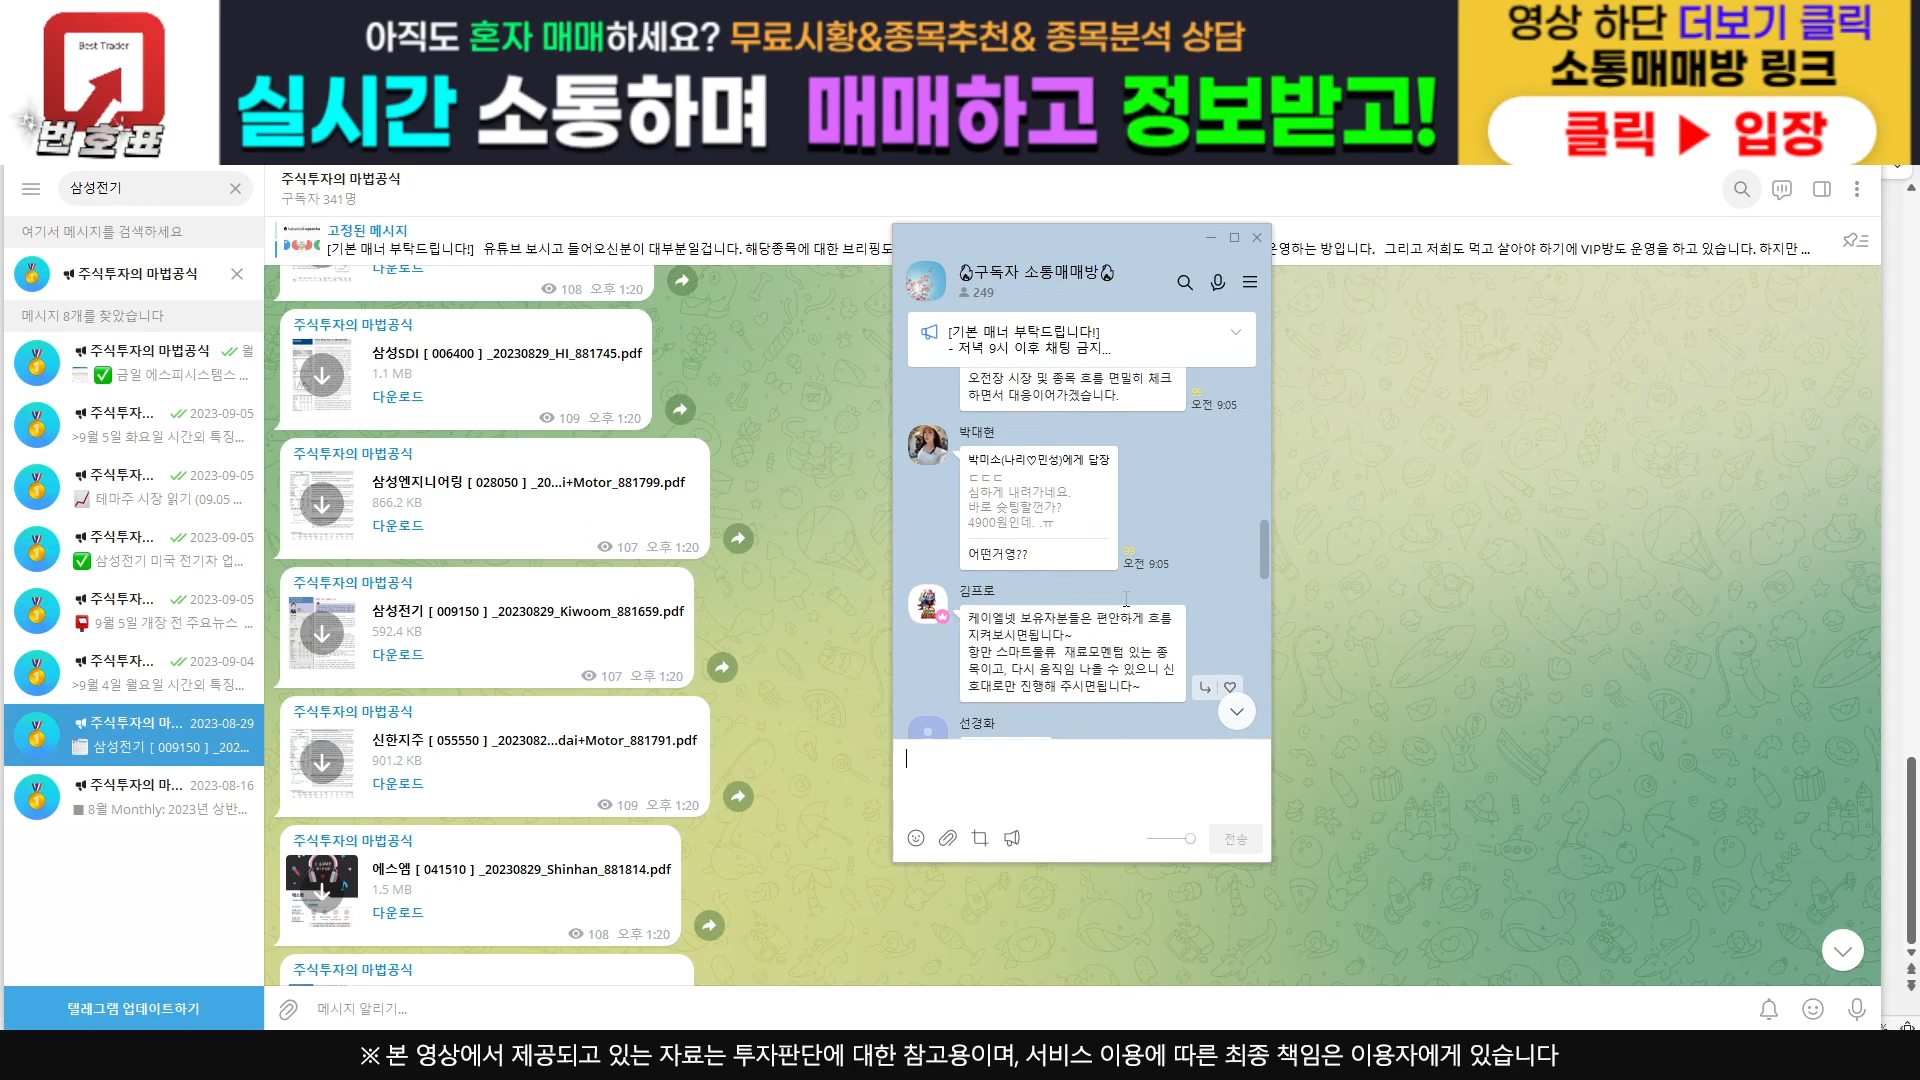 Best Trader
번호표
아직도 혼자 매매하세요? 무료시황&종목추천& 종목분석 상담
실시간 소통하며 매매하고 정보받고!
영상 하단 더보기 클릭
소통매매방 링크
클릭 ▶ 입장
삼성전기
여기서 메시지를 검색하세요
주식투자의 마법공식
메시지 8개를 찾았습니다
주식투자의 마법공식 월
금일 에스피시스템스 ...
주식투자... 2023-09-05
>9월 5일 화요일 시간외 특징...
주식투자... 2023-09-05
테마주 시장 읽기 (09.05 ...
주식투자... 2023-09-05
삼성전기 미국 전기차 업...
주식투자... 2023-09-05
9월 5일 개장 전 주요뉴스 ...
주식투자... 2023-09-04
>9월 4일 월요일 시간외 특징...
주식투자의 마... 2023-08-29
삼성전기 [ 009150 ] _202...
주식투자의 마... 2023-08-16
■ 8월 Monthly: 2023년 상반...
텔레그램 업데이트하기
주식투자의 마법공식
구독자 341명
고정된 메시지
[기본 매너 부탁드립니다!] 유튜브 보시고 들어오신분이 대부분일겁니다. 해당종목에 대한 브리핑도
운영하는 방입니다. 그리고 저희도 먹고 살아야 하기에 VIP방도 운영을 하고 있습니다. 하지만 ...
다운로드
108 오후 1:20
주식투자의 마법공식
삼성SDI [ 006400 ] _20230829_HI_881745.pdf
1.1 MB
다운로드
109 오후 1:20
주식투자의 마법공식
삼성엔지니어링 [ 028050 ] _20...i+Motor_881799.pdf
866.2 KB
다운로드
107 오후 1:20
주식투자의 마법공식
삼성전기 [ 009150 ] _20230829_Kiwoom_881659.pdf
592.4 KB
다운로드
107 오후 1:20
주식투자의 마법공식
신한지주 [ 055550 ] _2023082...dai+Motor_881791.pdf
901.2 KB
다운로드
109 오후 1:20
주식투자의 마법공식
에스엠 [ 041510 ] _20230829_Shinhan_881814.pdf
1.5 MB
다운로드
108 오후 1:20
주식투자의 마법공식
메시지 알리기...
구독자 소통매매방
249
[기본 매너 부탁드립니다!]
- 저녁 9시 이후 채팅 금지...
오전장 시장 및 종목 흐름 면밀히 체크
하면서 대응이어가겠습니다.
99
오전 9:05
박대현
박미소(나리♡민성)에게 답장
ㄷㄷㄷ
심하게 내려가네요.
바로 슛팅할껀가?
4900원인데. .ㅠ
어떤거영??
99
오전 9:05
김프로
케이엘넷 보유자분들은 편안하게 흐름
지켜보시면됩니다~
항만 스마트물류 재료모멘텀 있는 종
목이고, 다시 움직임 나올 수 있으니 신
호대로만 진행해 주시면됩니다~
선경화
전송
※ 본 영상에서 제공되고 있는 자료는 투자판단에 대한 참고용이며, 서비스 이용에 따른 최종 책임은 이용자에게 있습니다